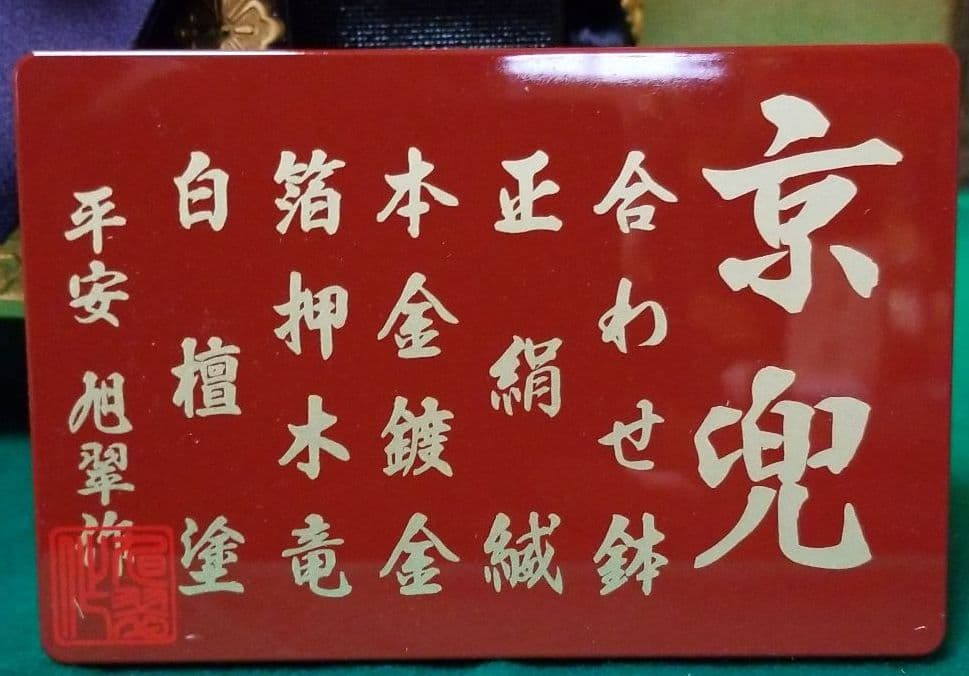 京兜
合わせ鉢
正絹縅
本金鍍金
箔押木竜
白檀塗
平安 旭翠